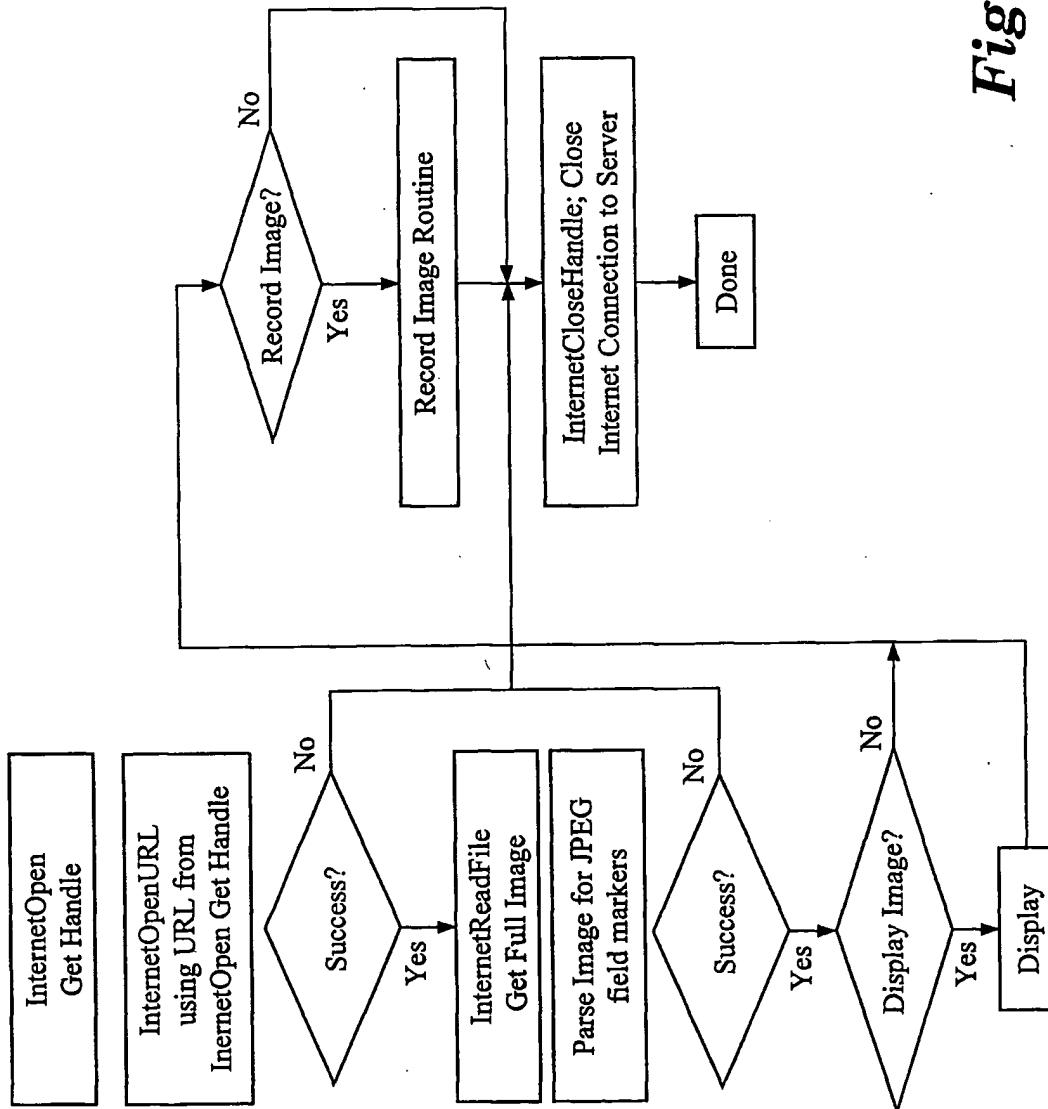 InternetOpen
Get Handle
InternetOpenURL
using URL from
InernetOpen Get Handle
Success?
No
Yes
InternetReadFile
Get Full Image
Parse Image for JPEG
field markers
Success?
No
Yes
Display Image?
No
Yes
Display
Record Image?
No
Yes
Record Image Routine
InternetCloseHandle; Close
Internet Connection to Server
Done
Fig